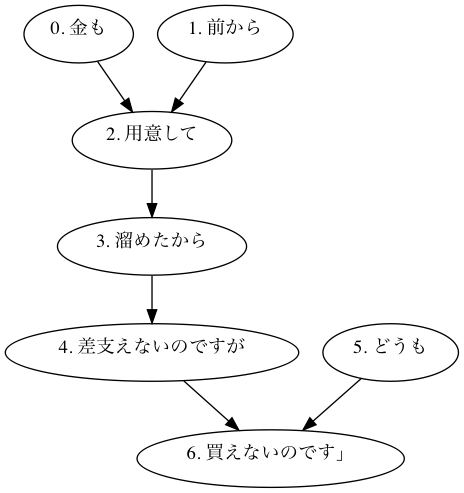 0. 金も
1. 前から
2. 用意して
3. 溜めたから
4. 差支えないのですが
5. どうも
6. 買えないのです」